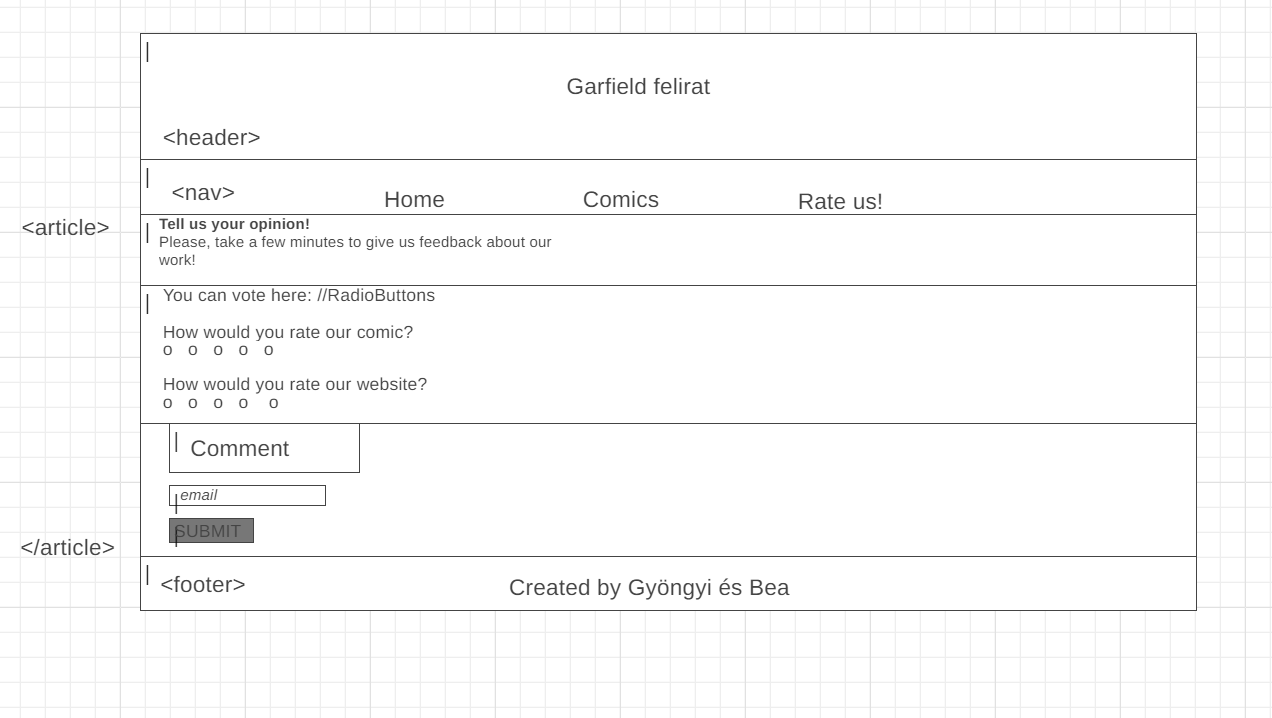 Garfield felirat
<header>
<nav>
Home
Comics
Rate us!
<article>
Tell us your opinion!
Please, take a few minutes to give us feedback about our
work!
You can vote here: //RadioButtons
How would you rate our comic?
o o o o o
How would you rate our website?
o o o o o
Comment
email
SUBMIT
</article>
<footer>
Created by Gyöngyi és Bea